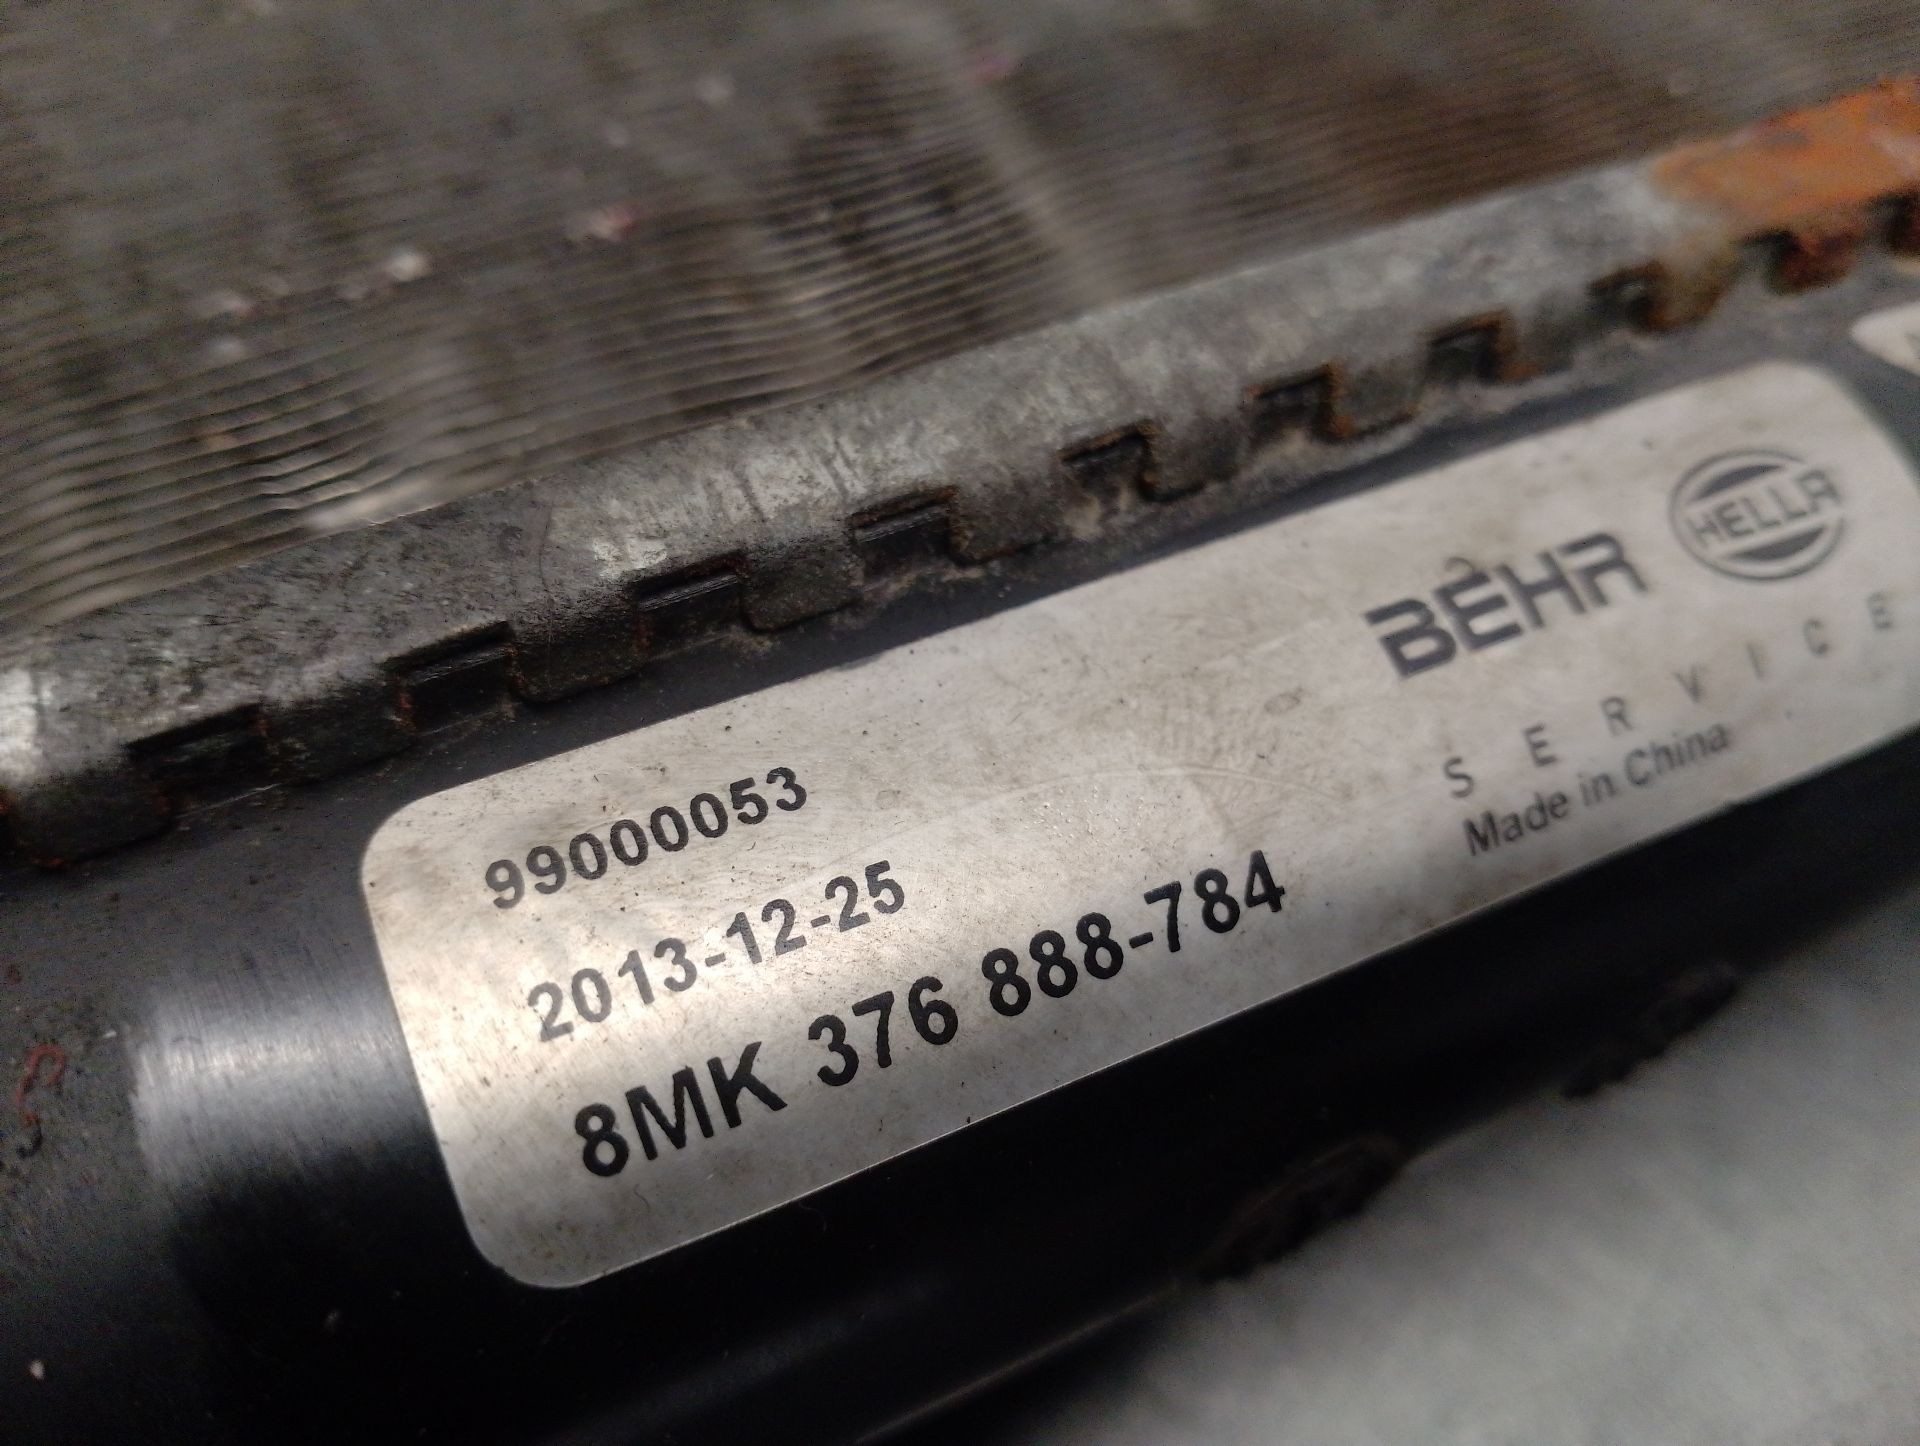 99000053
2013-12-25
8MK 376 888-784
BEHR HELLA
SERVICE
Made in China